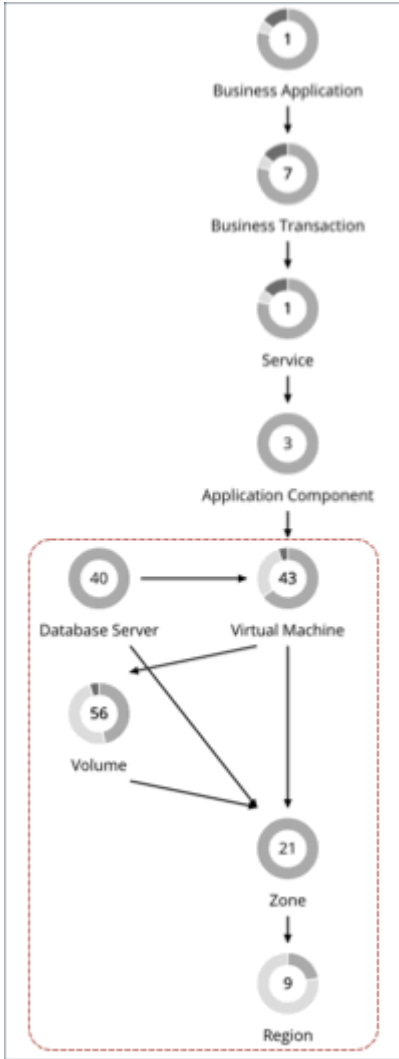 1
Business Application
7
Business Transaction
1
Service
3
Application Component
40
Database Server
43
Virtual Machine
56
Volume
21
Zone
9
Region